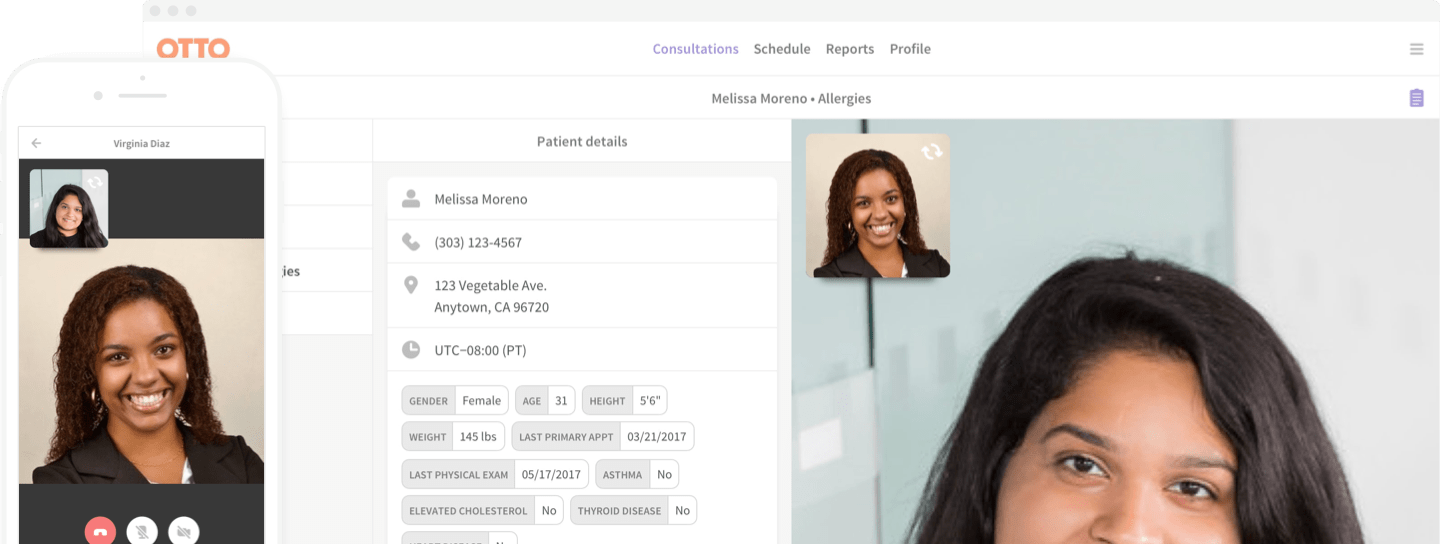 OTTO
Consultations Schedule Reports Profile
Melissa Moreno • Allergies
Virginia Diaz
Patient details
Melissa Moreno
(303) 123-4567
123 Vegetable Ave.
Anytown, CA 96720
UTC−08:00 (PT)
GENDER Female AGE 31 HEIGHT 5'6"
WEIGHT 145 lbs LAST PRIMARY APPT 03/21/2017
LAST PHYSICAL EXAM 05/17/2017 ASTHMA No
ELEVATED CHOLESTEROL No THYROID DISEASE No